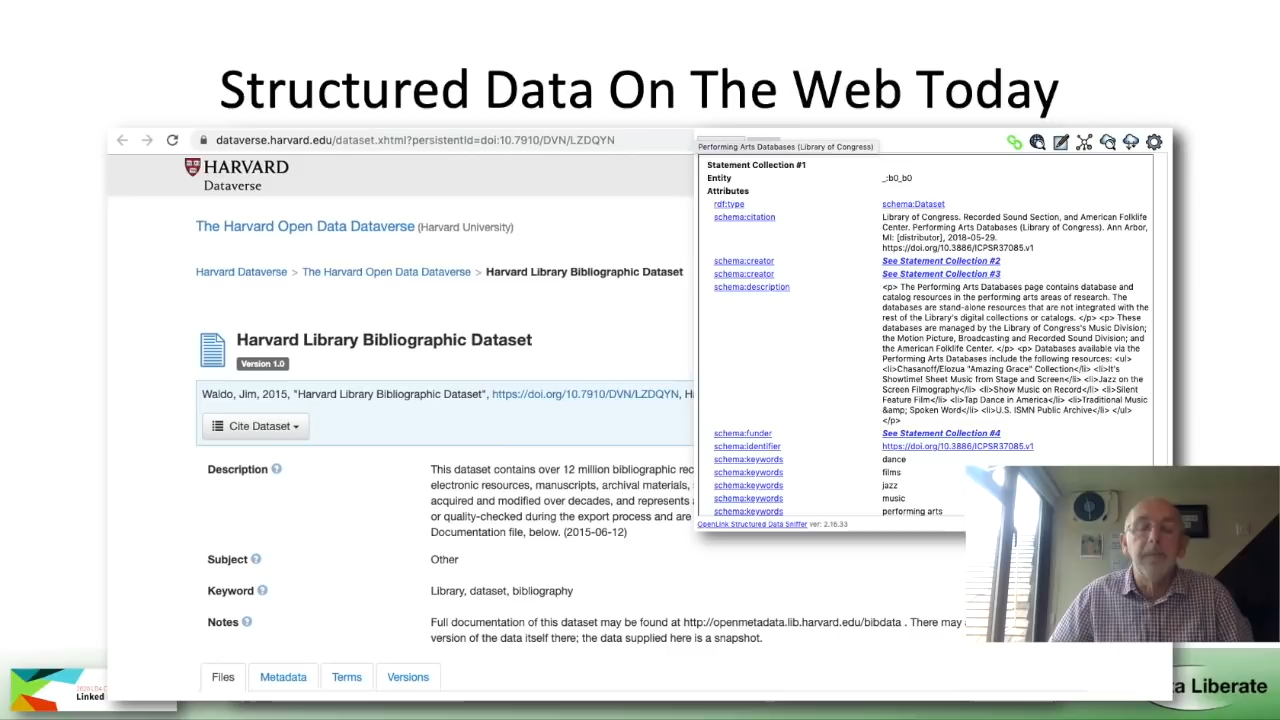 Structured Data On The Web Today
dataverse.harvard.edu/dataset.xhtml?persistentId=doi:10.7910/DVN/LZDQYN
HARVARD
Dataverse
The Harvard Open Data Dataverse (Harvard University)
Harvard Dataverse > The Harvard Open Data Dataverse > Harvard Library Bibliographic Dataset
Harvard Library Bibliographic Dataset
Version 1.0
Waldo, Jim, 2015, "Harvard Library Bibliographic Dataset", https://doi.org/10.7910/DVN/LZDQYN, H
Cite Dataset
Description
This dataset contains over 12 million bibliographic rec
electronic resources, manuscripts, archival materials,
acquired and modified over decades, and represents
or quality-checked during the export process and are
Documentation file, below. (2015-06-12)
Subject
Other
Keyword
Library, dataset, bibliography
Notes
Full documentation of this dataset may be found at http://openmetadata.lib.harvard.edu/bibdata . There may
version of the data itself there; the data supplied here is a snapshot.
Files Metadata Terms Versions
Performing Arts Databases (Library of Congress)
Statement Collection #1
Entity _:b0_b0
Attributes
rdf:type schema:Dataset
schema:citation Library of Congress. Recorded Sound Section, and American Folklife
Center. Performing Arts Databases (Library of Congress). Ann Arbor,
MI: [distributor], 2018-05-29.
https://doi.org/10.3886/ICPSR37085.v1
schema:creator See Statement Collection #2
schema:creator See Statement Collection #3
schema:description <p> The Performing Arts Databases page contains database and
catalog resources in the performing arts areas of research. The
databases are stand-alone resources that are not integrated with the
rest of the Library's digital collections or catalogs. </p> <p> These
databases are managed by the Library of Congress's Music Division;
the Motion Picture, Broadcasting and Recorded Sound Division; and
the American Folklife Center. </p> <p> Databases available via the
Performing Arts Databases include the following resources: <ul>
<li>Chasanoff/Elozua "Amazing Grace" Collection</li> <li>It's
Showtime! Sheet Music from Stage and Screen</li> <li>Jazz on the
Screen Filmography</li> <li>Show Music on Record</li> <li>Silent
Feature Film</li> <li>Tap Dance in America</li> <li>Traditional Music
&amp; Spoken Word</li> <li>U.S. ISMN Public Archive</li> </ul>
</p>
schema:funder See Statement Collection #4
schema:identifier https://doi.org/10.3886/ICPSR37085.v1
schema:keywords dance
schema:keywords films
schema:keywords jazz
schema:keywords music
schema:keywords performing arts
OpenLink Structured Data Sniffer ver: 2.16.33
Linked
a Liberate